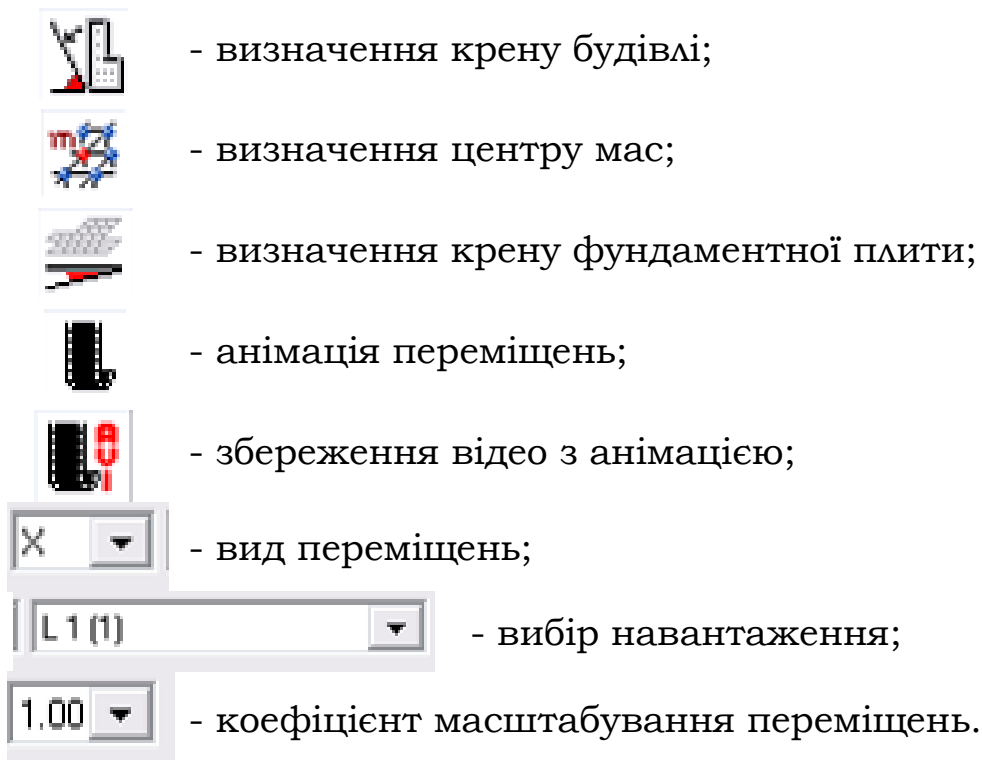 - визначення крену будівлі;
m
- визначення центру мас;
- визначення крену фундаментної плити;
- анімація переміщень;
AVI
- збереження відео з анімацією;
X - вид переміщень;
L 1 (1) - вибір навантаження;
1.00 - коефіцієнт масштабування переміщень.